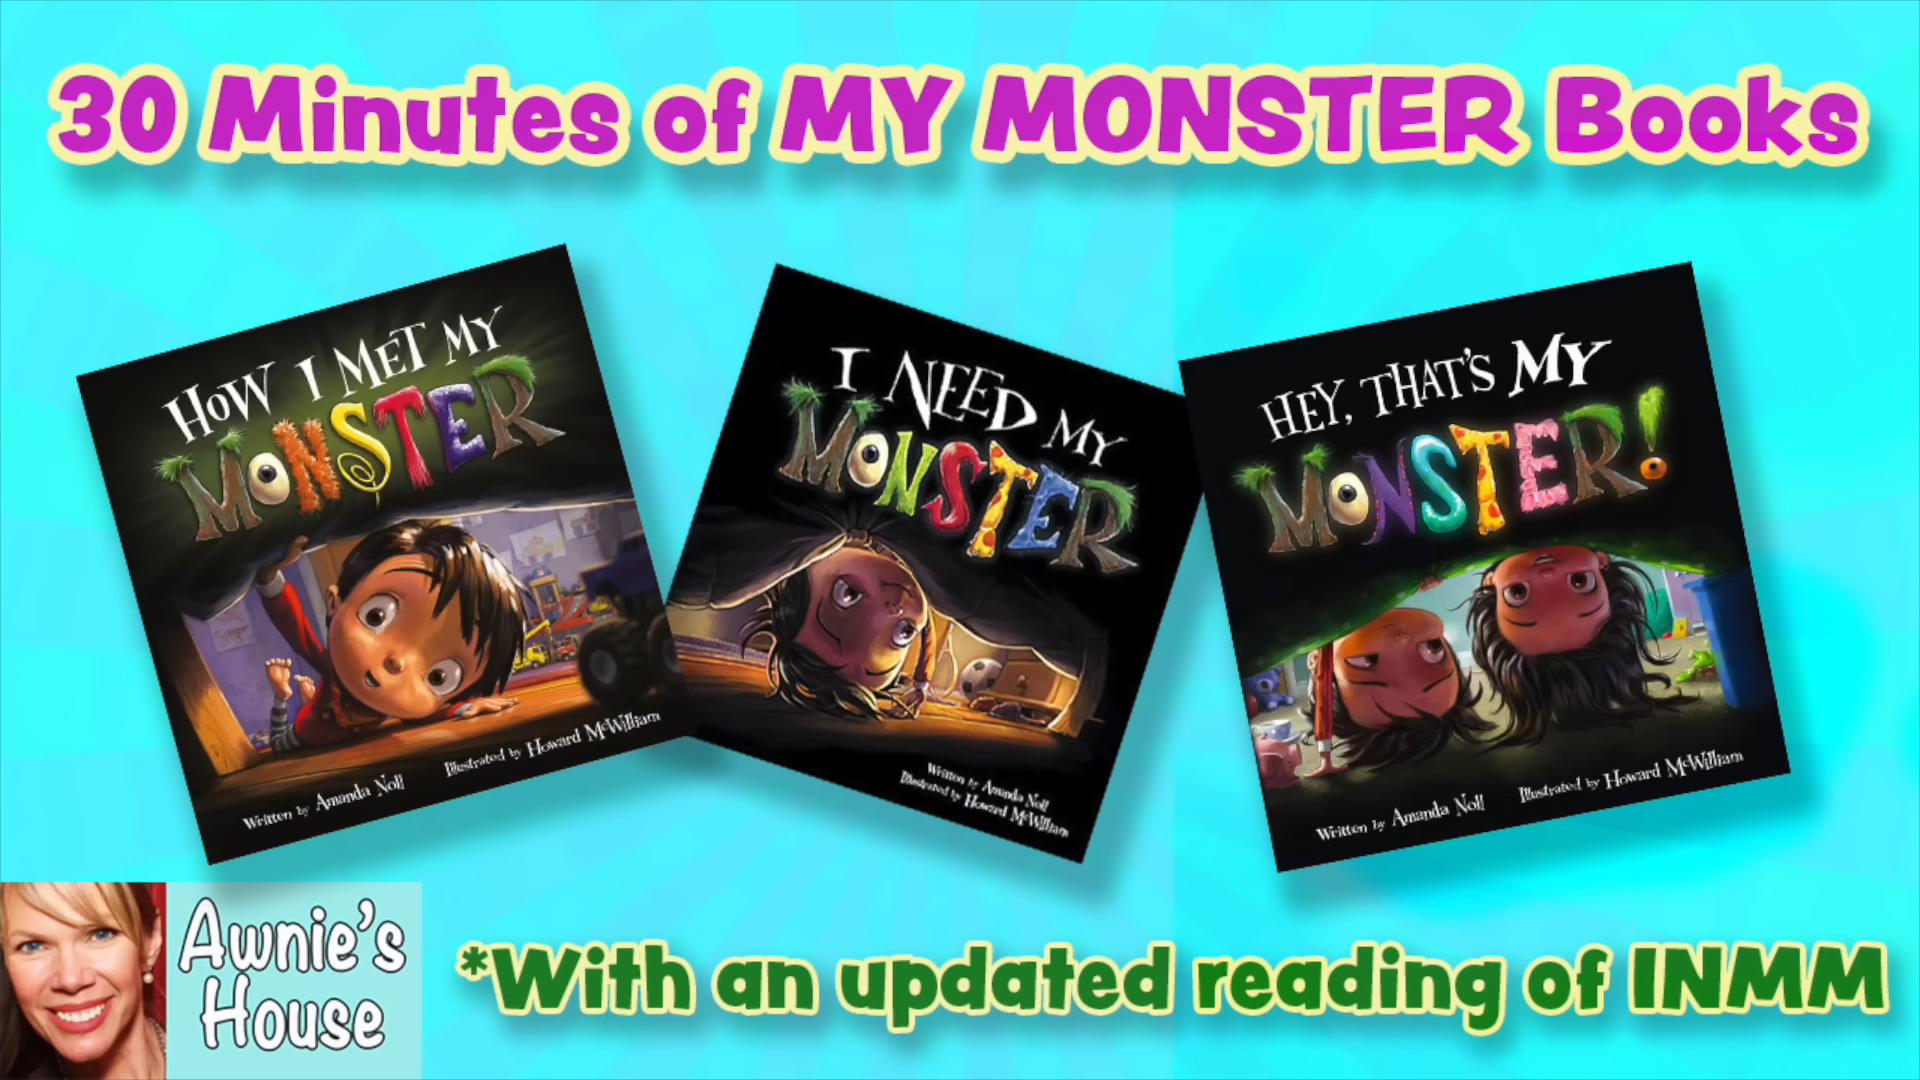 30 Minutes of MY MONSTER Books
HOW I MET MY
MONSTER
Written by Amanda Noll
Illustrated by Howard McWilliam
I NEED MY
MONSTER
Written by Amanda Noll
Illustrated by Howard McWilliam
HEY, THAT'S MY
MONSTER!
Written by Amanda Noll
Illustrated by Howard McWilliam
Awnie's
House
*With an updated reading of INMM